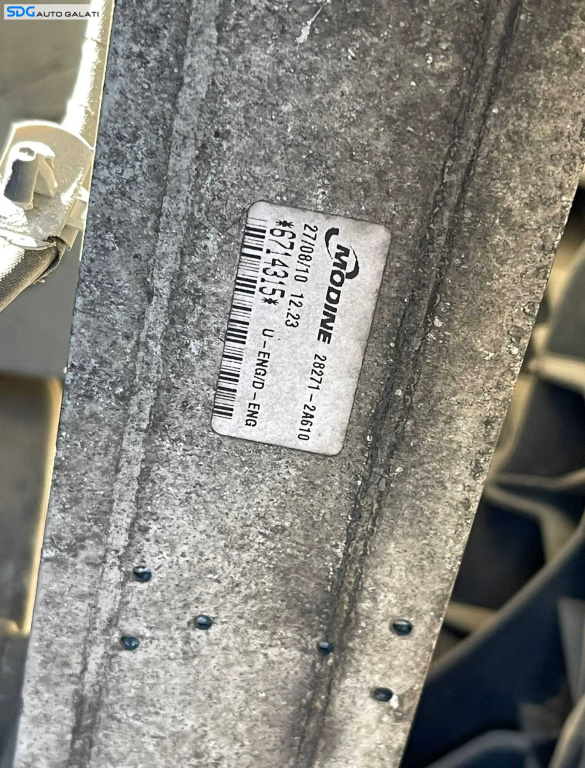 SDG AUTO GALATI
MODINE 28271-2A610
27/08/10 12.23
*6714315* U-ENG/D-ENG